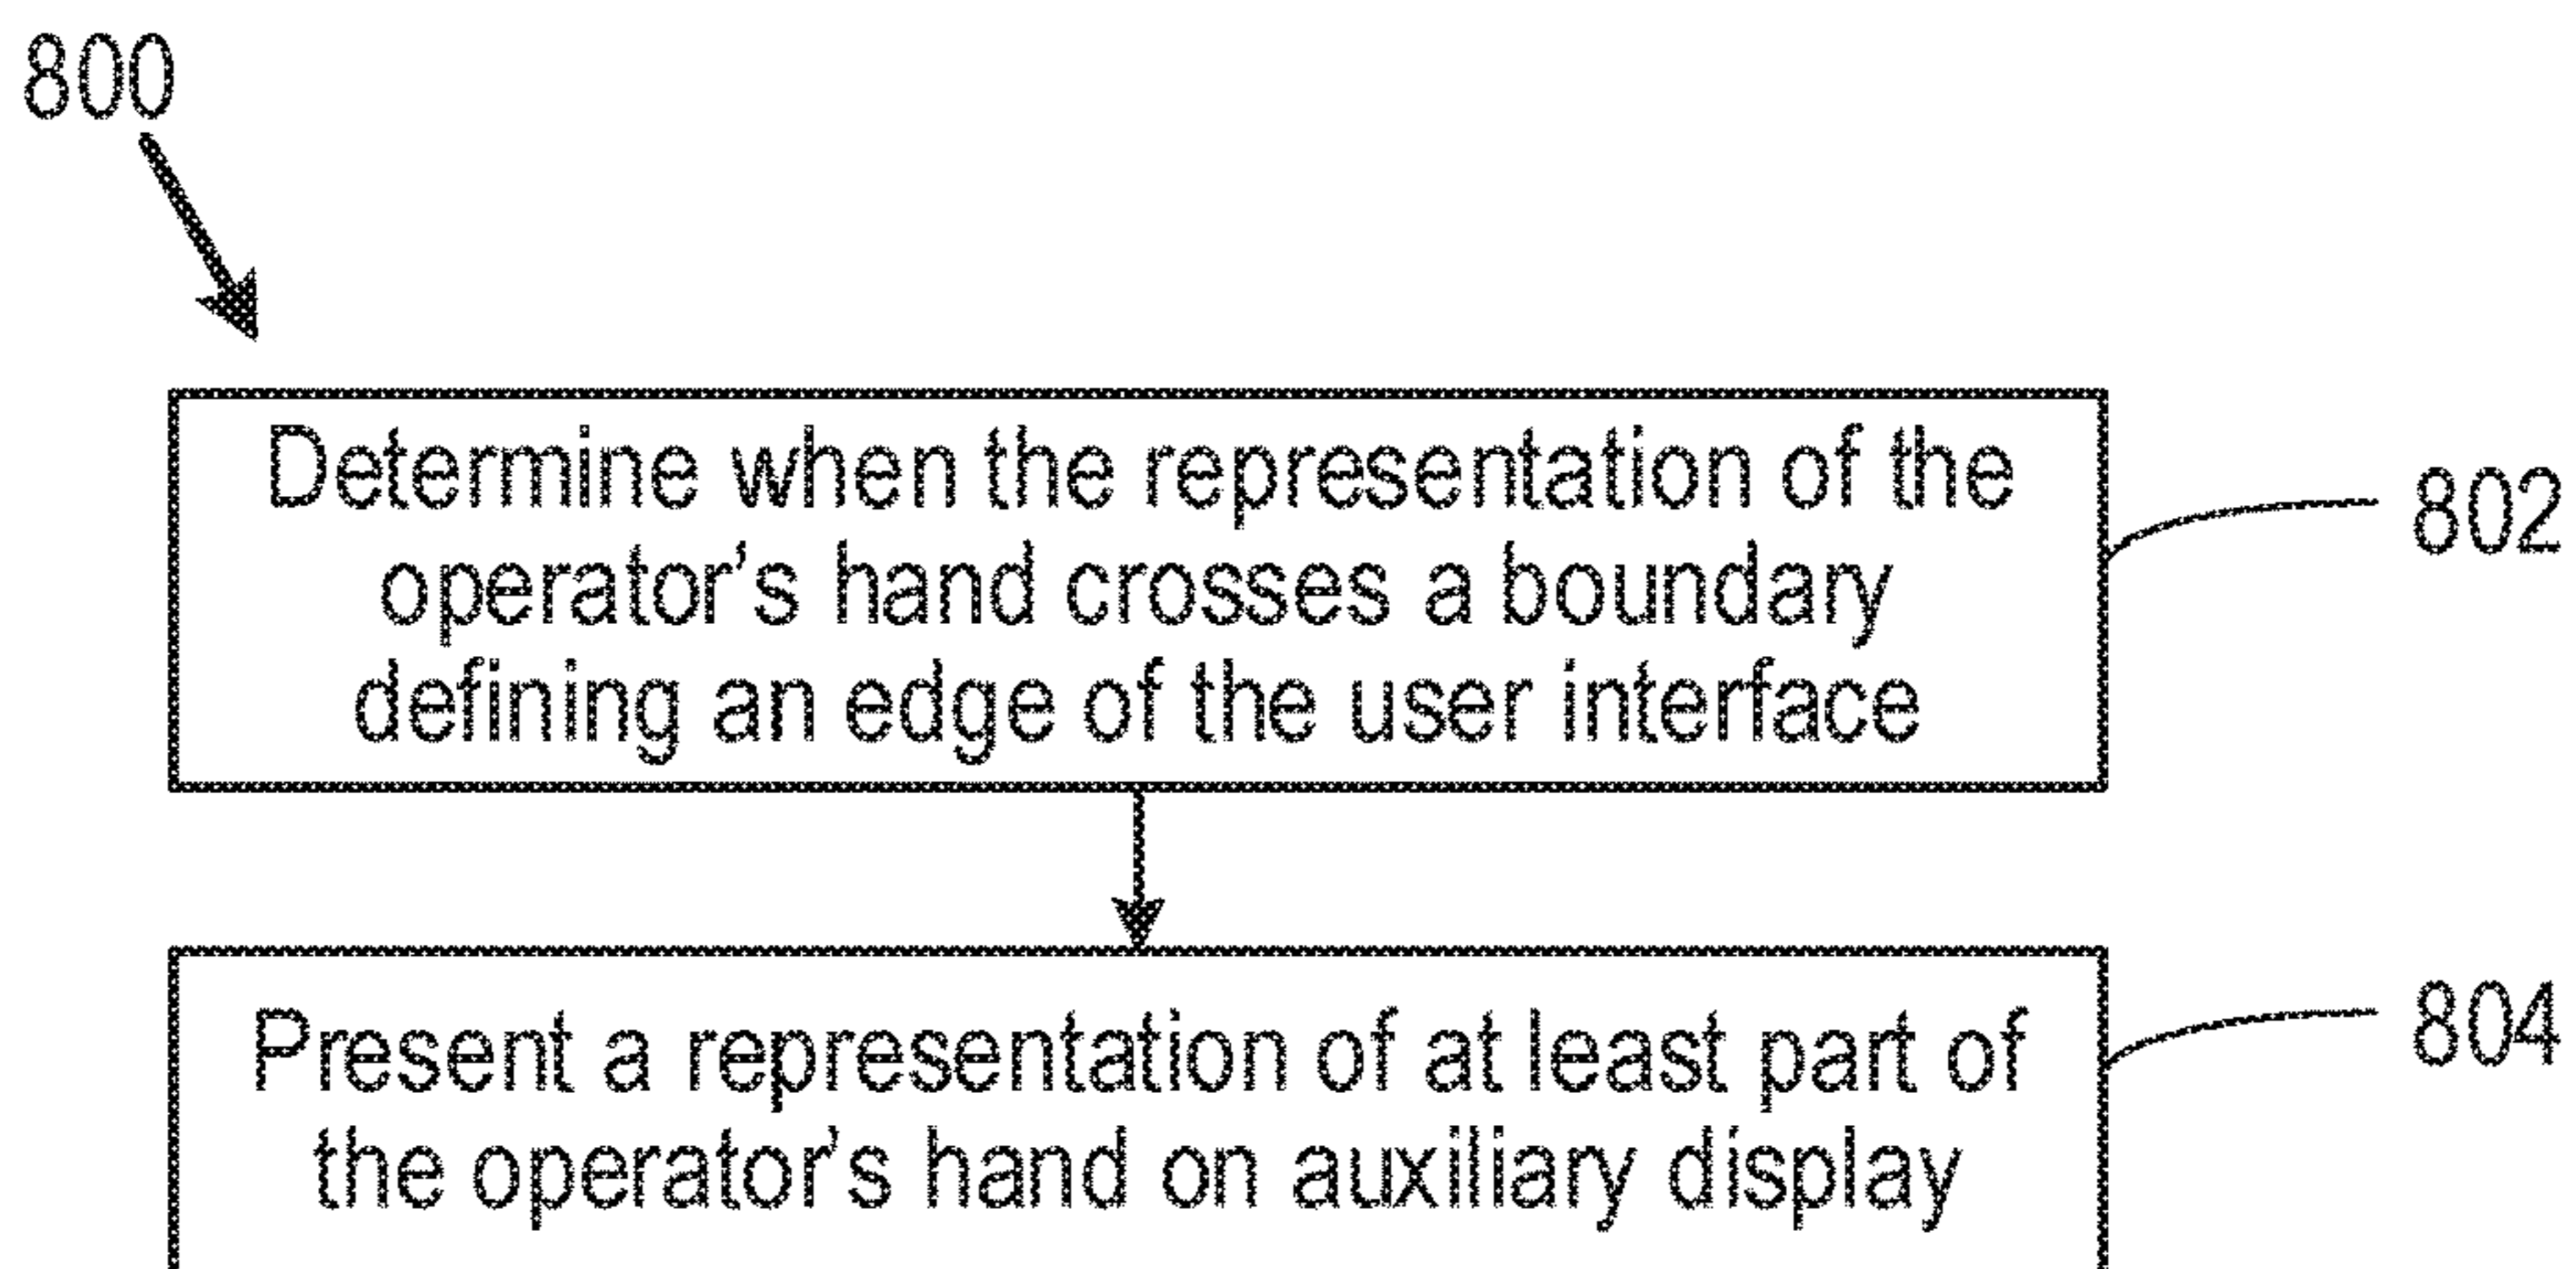 800
Determine when the representation of the
operator's hand crosses a boundary
defining an edge of the user interface
802
Present a representation of at least part of
the operator's hand on auxiliary display
804